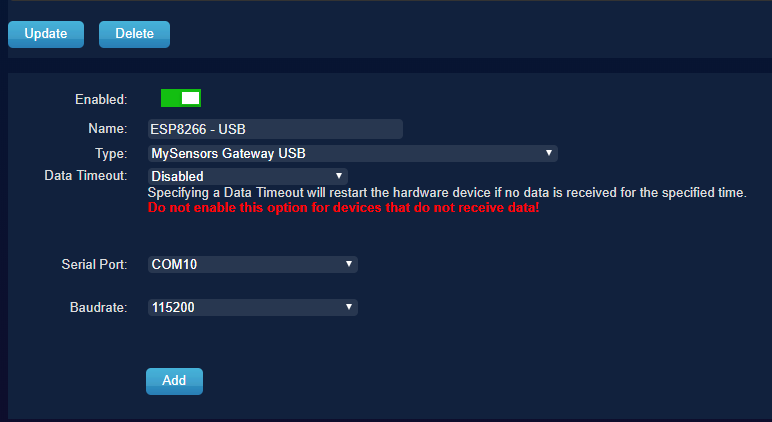 Update Delete
Enabled:
Name: ESP8266 - USB
Type: MySensors Gateway USB
Data Timeout: Disabled
Specifying a Data Timeout will restart the hardware device if no data is received for the specified time.
Do not enable this option for devices that do not receive data!
Serial Port: COM10
Baudrate: 115200
Add